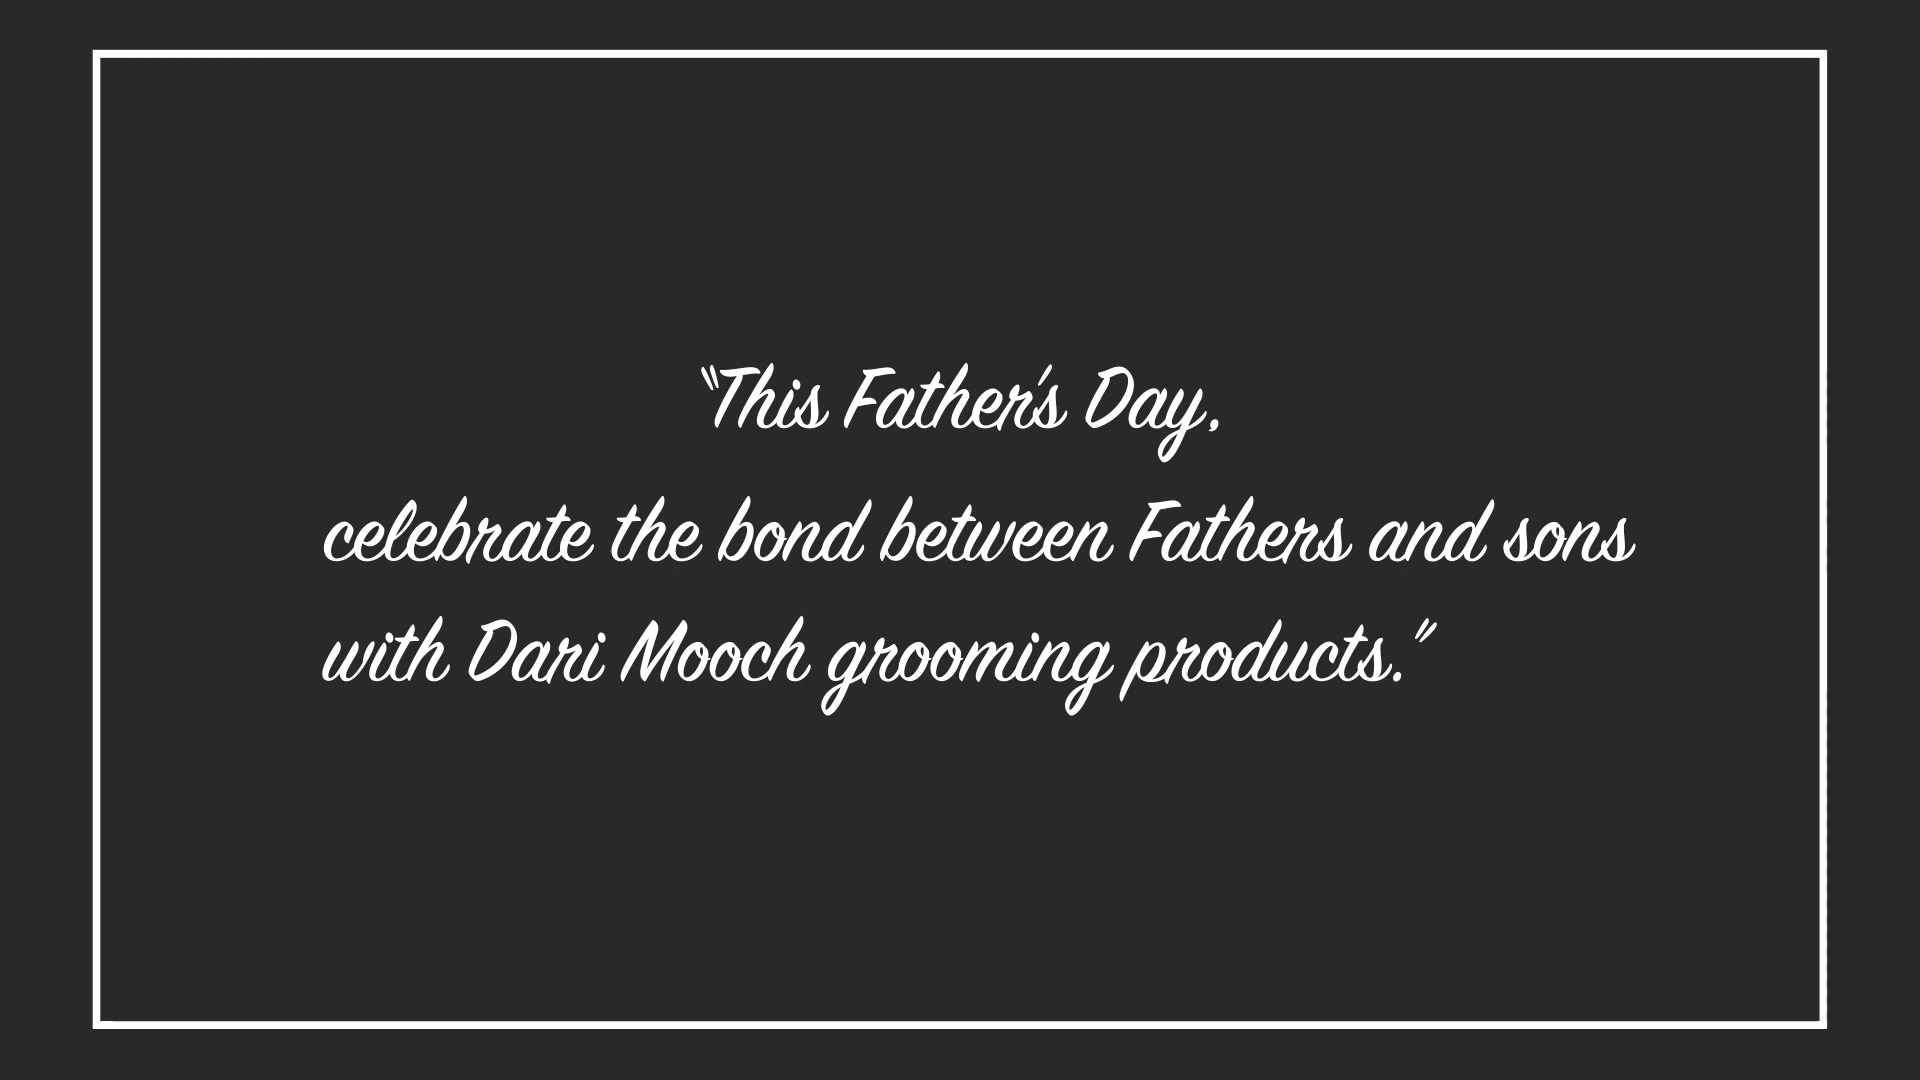 “This Father's Day,
celebrate the bond between Fathers and sons
with Dari Mooch grooming products.”